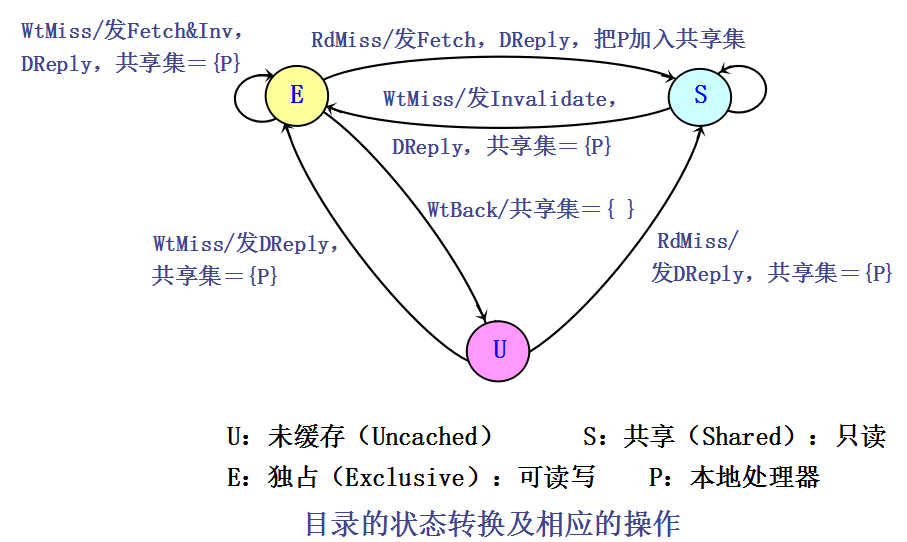 WtMiss/发Fetch&Inv，
DReply，共享集＝{P}
RdMiss/发Fetch，DReply，把P加入共享集
E
S
WtMiss/发Invalidate，
DReply，共享集＝{P}
WtBack/共享集＝{ }
WtMiss/发DReply，
共享集＝{P}
RdMiss/
发DReply，共享集＝{P}
U
U：未缓存（Uncached）
S：共享（Shared）：只读
E：独占（Exclusive）：可读写
P：本地处理器
目录的状态转换及相应的操作